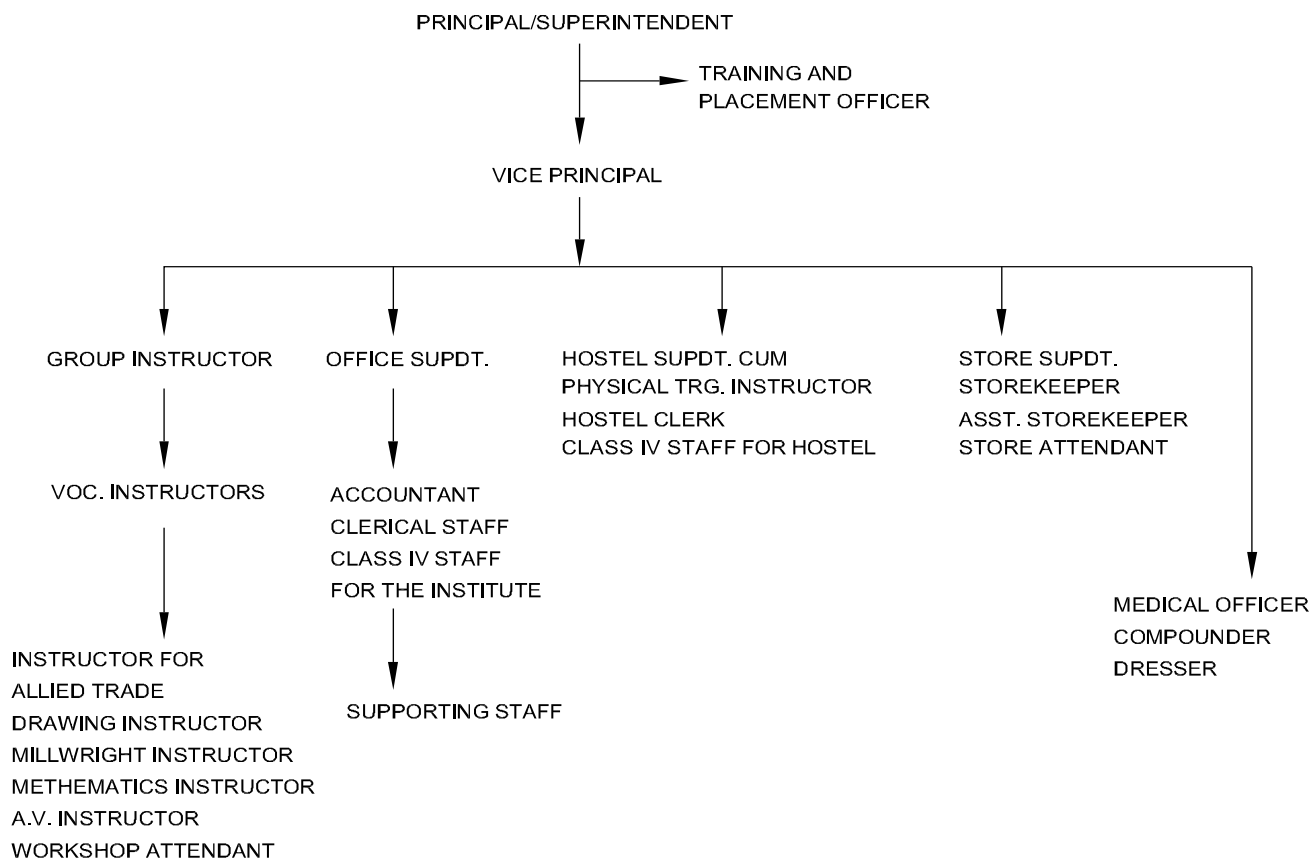 PRINCIPAL/SUPERINTENDENT
TRAINING AND
PLACEMENT OFFICER
VICE PRINCIPAL
GROUP INSTRUCTOR
VOC. INSTRUCTORS
INSTRUCTOR FOR
ALLIED TRADE
DRAWING INSTRUCTOR
MILLWRIGHT INSTRUCTOR
METHEMATICS INSTRUCTOR
A.V. INSTRUCTOR
WORKSHOP ATTENDANT
OFFICE SUPDT.
ACCOUNTANT
CLERICAL STAFF
CLASS IV STAFF
FOR THE INSTITUTE
SUPPORTING STAFF
HOSTEL SUPDT. CUM
PHYSICAL TRG. INSTRUCTOR
HOSTEL CLERK
CLASS IV STAFF FOR HOSTEL
STORE SUPDT.
STOREKEEPER
ASST. STOREKEEPER
STORE ATTENDANT
MEDICAL OFFICER
COMPOUNDER
DRESSER